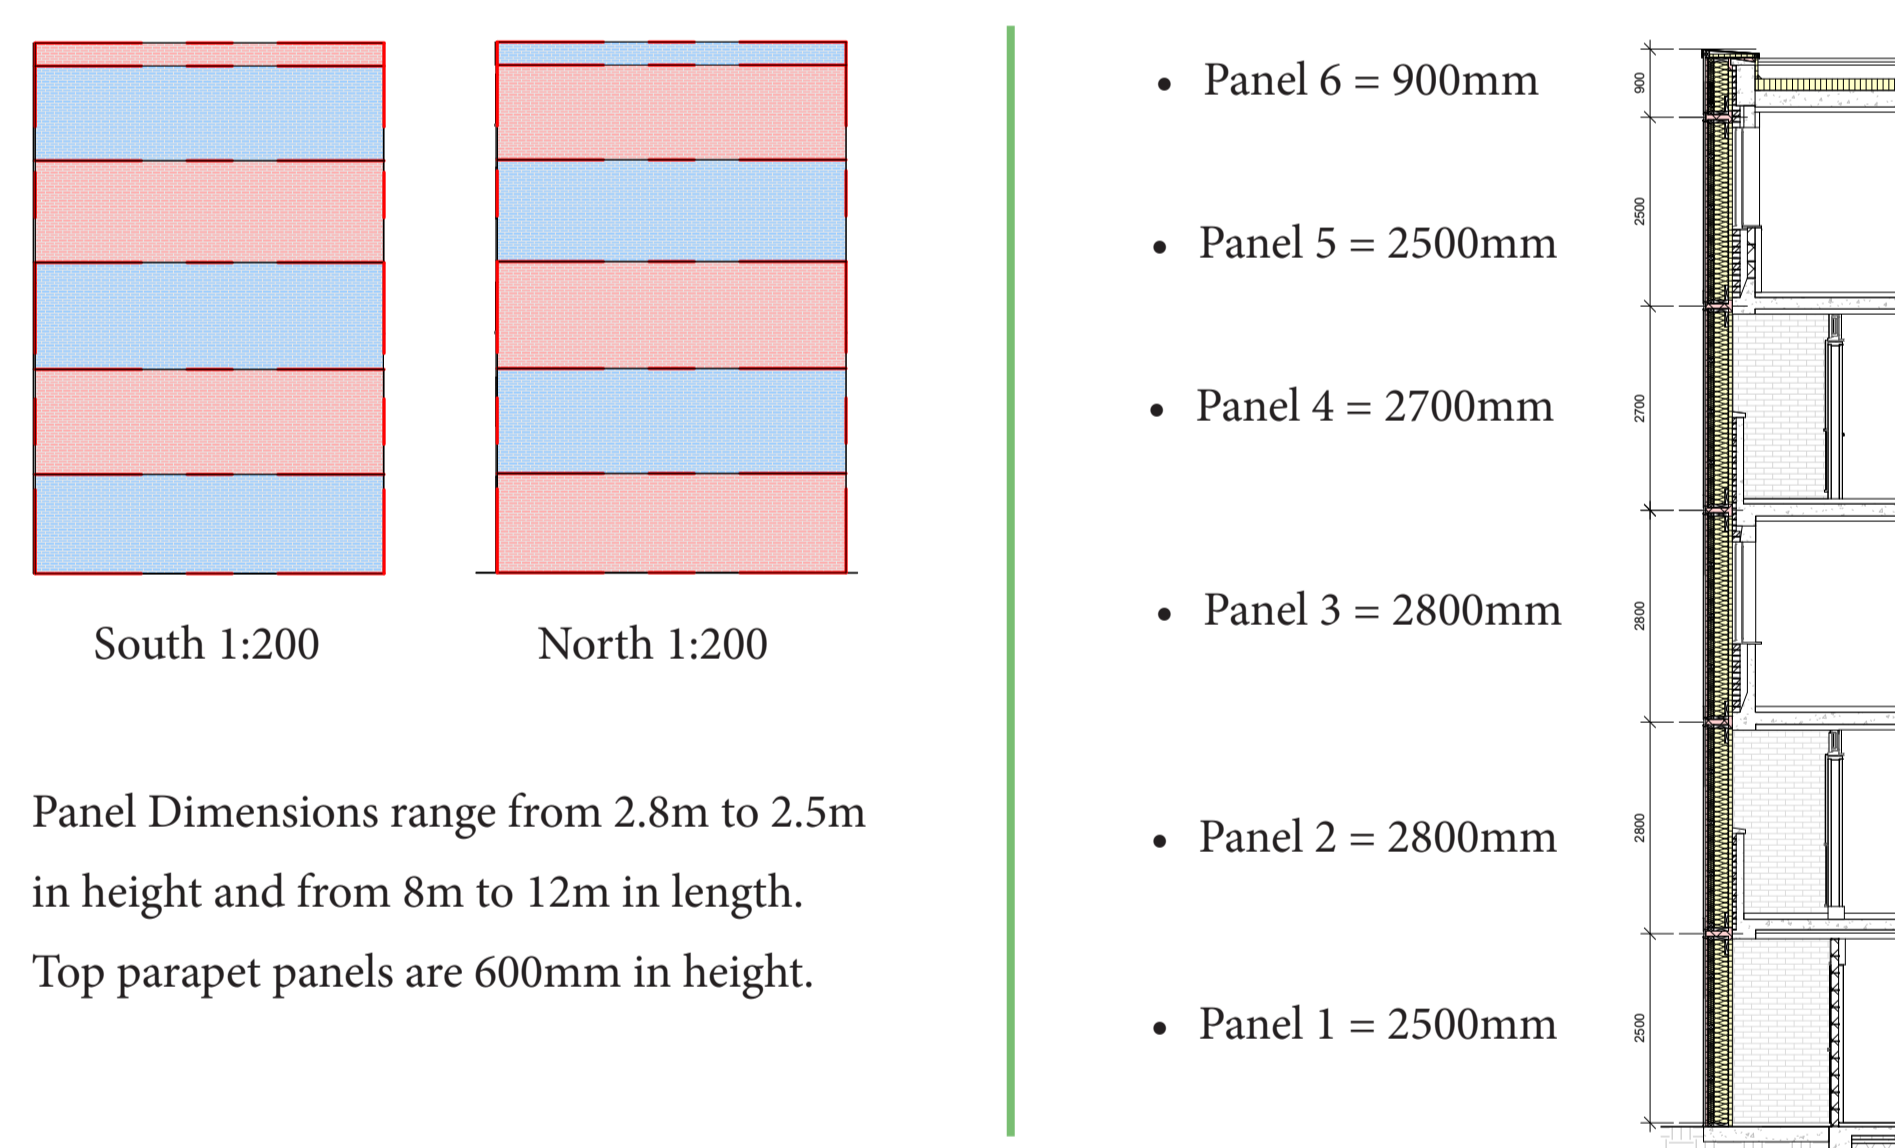 South 1:200
North 1:200
Panel Dimensions range from 2.8m to 2.5m
in height and from 8m to 12m in length.
Top parapet panels are 600mm in height.
• Panel 6 = 900mm
• Panel 5 = 2500mm
• Panel 4 = 2700mm
• Panel 3 = 2800mm
• Panel 2 = 2800mm
• Panel 1 = 2500mm
900
2500
2700
2800
2800
2500